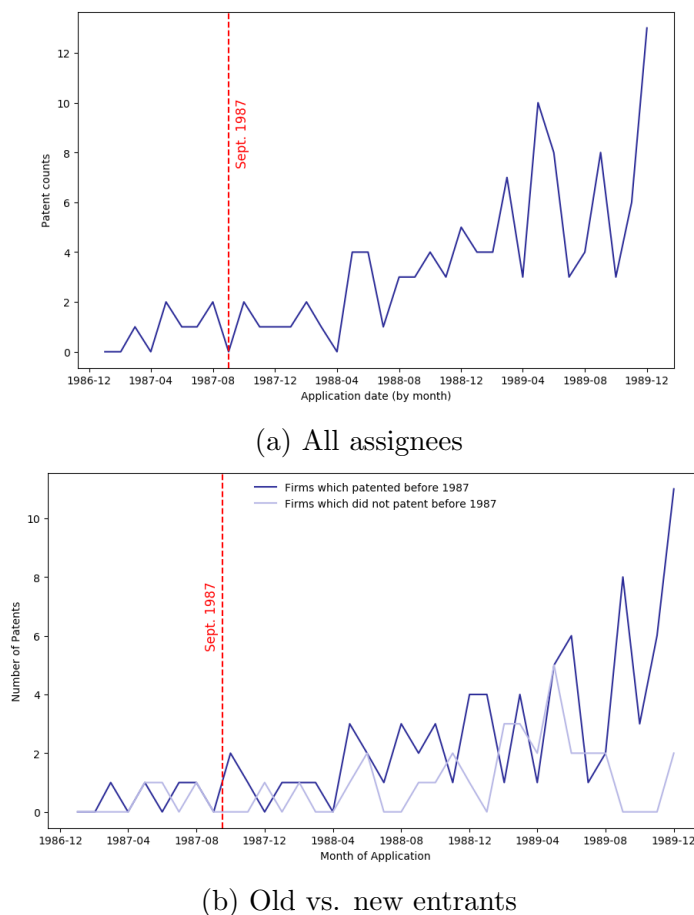 12
10
8
6
4
2
0
Patent counts
Sept. 1987
1986-12 1987-04 1987-08 1987-12 1988-04 1988-08 1988-12 1989-04 1989-08 1989-12
Application date (by month)
(a) All assignees
Firms which patented before 1987
Firms which did not patent before 1987
10
8
6
4
2
0
Number of Patents
Sept. 1987
1986-12 1987-04 1987-08 1987-12 1988-04 1988-08 1988-12 1989-04 1989-08 1989-12
Month of Application
(b) Old vs. new entrants